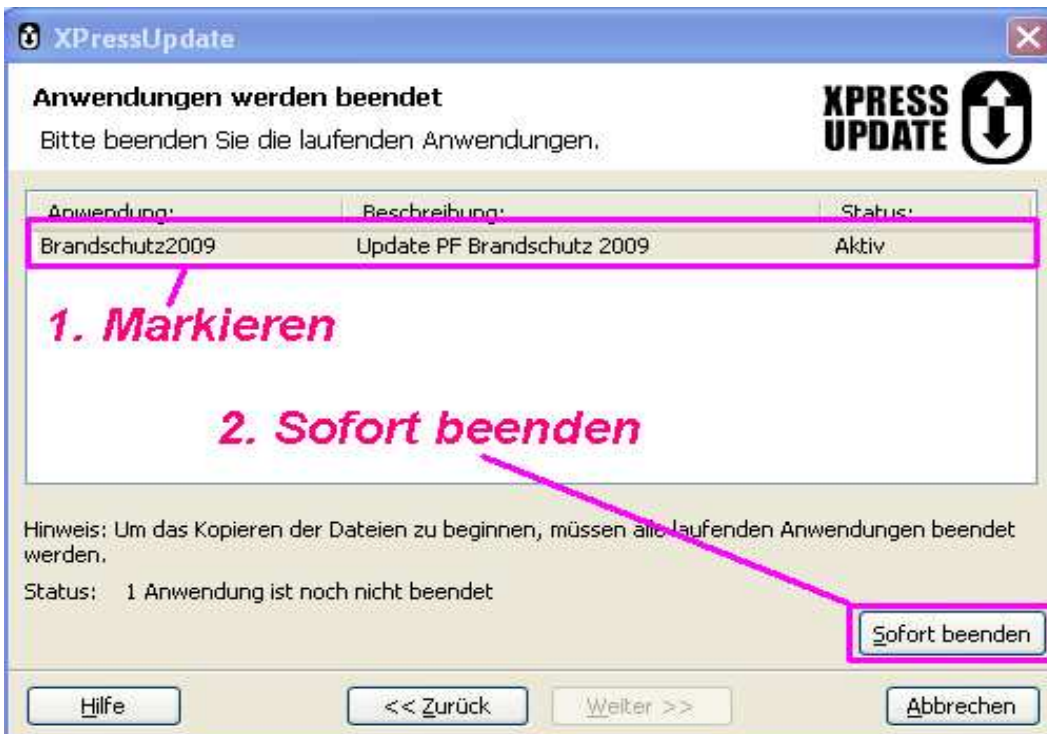 XPressUpdate
Anwendungen werden beendet
Bitte beenden Sie die laufenden Anwendungen.
XPRESS
UPDATE
Anwendung: Beschreibung: Status:
Brandschutz2009 Update PF Brandschutz 2009 Aktiv
1. Markieren
2. Sofort beenden
Hinweis: Um das Kopieren der Dateien zu beginnen, müssen alle laufenden Anwendungen beendet
werden.
Status: 1 Anwendung ist noch nicht beendet
Sofort beenden
Hilfe << Zurück Weiter >> Abbrechen